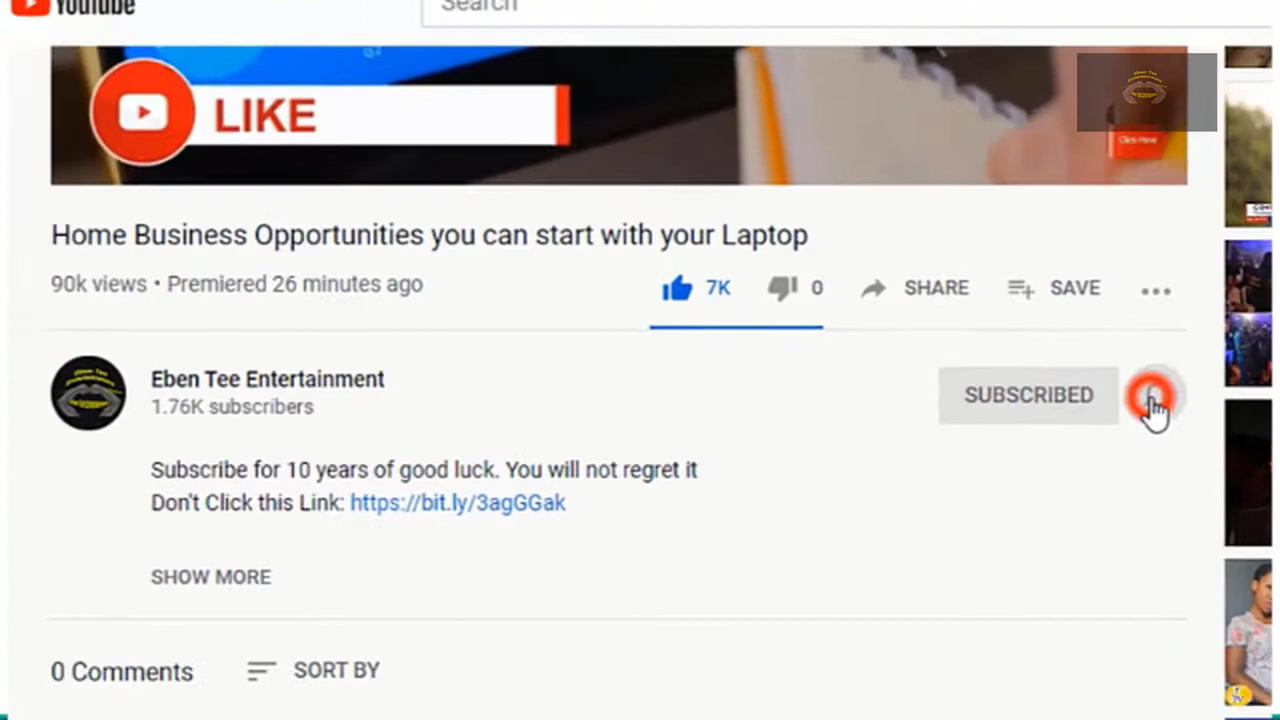 YouTube
Search
LIKE
Click Here
Home Business Opportunities you can start with your Laptop
90k views • Premiered 26 minutes ago
7K
0
SHARE
SAVE
Eben Tee Entertainment
1.76K subscribers
SUBSCRIBED
Subscribe for 10 years of good luck. You will not regret it
Don't Click this Link: https://bit.ly/3agGGak
SHOW MORE
0 Comments
SORT BY